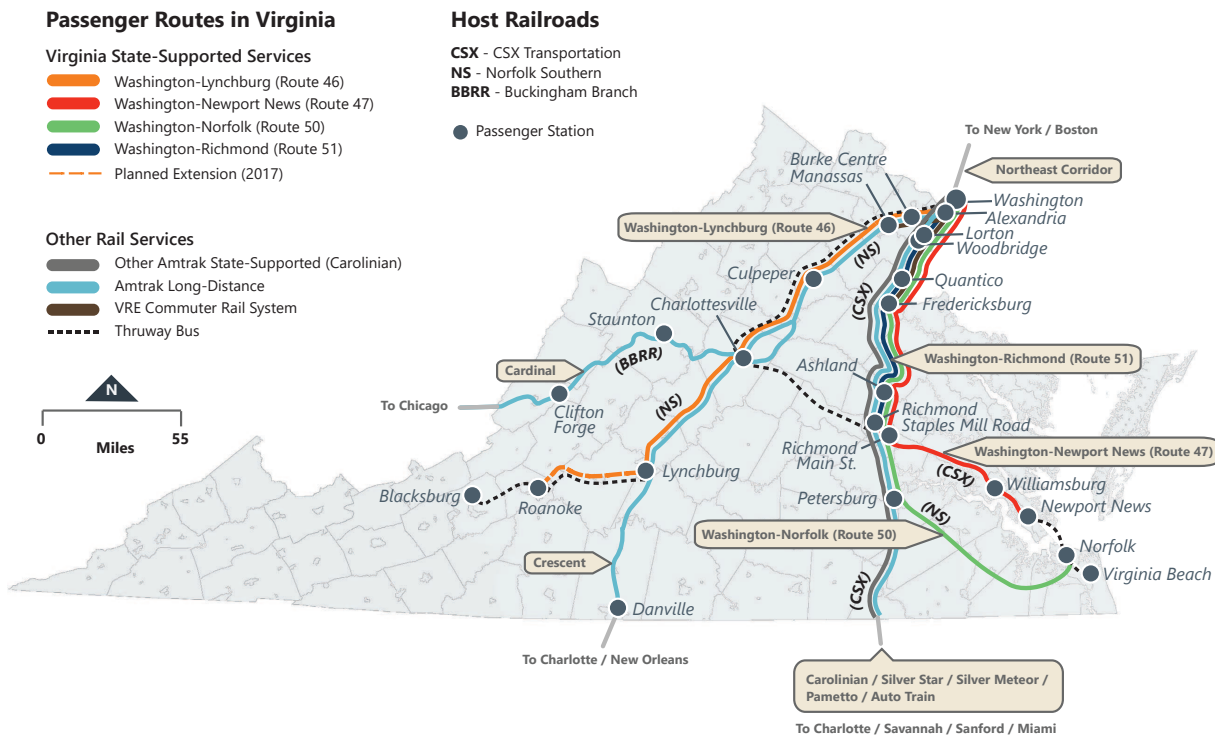 Passenger Routes in Virginia
Virginia State-Supported Services
Washington-Lynchburg (Route 46)
Washington-Newport News (Route 47)
Washington-Norfolk (Route 50)
Washington-Richmond (Route 51)
Planned Extension (2017)
Other Rail Services
Other Amtrak State-Supported (Carolinian)
Amtrak Long-Distance
VRE Commuter Rail System
Thruway Bus
N
0
55
Miles
Host Railroads
CSX - CSX Transportation
NS - Norfolk Southern
BBRR - Buckingham Branch
Passenger Station
To New York / Boston
Northeast Corridor
Burke Centre
Manassas
Washington
Alexandria
Lorton
Woodbridge
Washington-Lynchburg (Route 46)
(NS)
Culpeper
Quantico
Charlottesville
(CSX)
Fredericksburg
Staunton
(BBRR)
Washington-Richmond (Route 51)
Cardinal
Ashland
To Chicago
Clifton
Forge
(NS)
Richmond
Staples Mill Road
Richmond
Main St.
Washington-Newport News (Route 47)
(CSX)
Lynchburg
Williamsburg
Blacksburg
Roanoke
Petersburg
(NS)
Newport News
Washington-Norfolk (Route 50)
Norfolk
Crescent
Virginia Beach
(CSX)
Danville
To Charlotte / New Orleans
Carolinian / Silver Star / Silver Meteor /
Pametto / Auto Train
To Charlotte / Savannah / Sanford / Miami